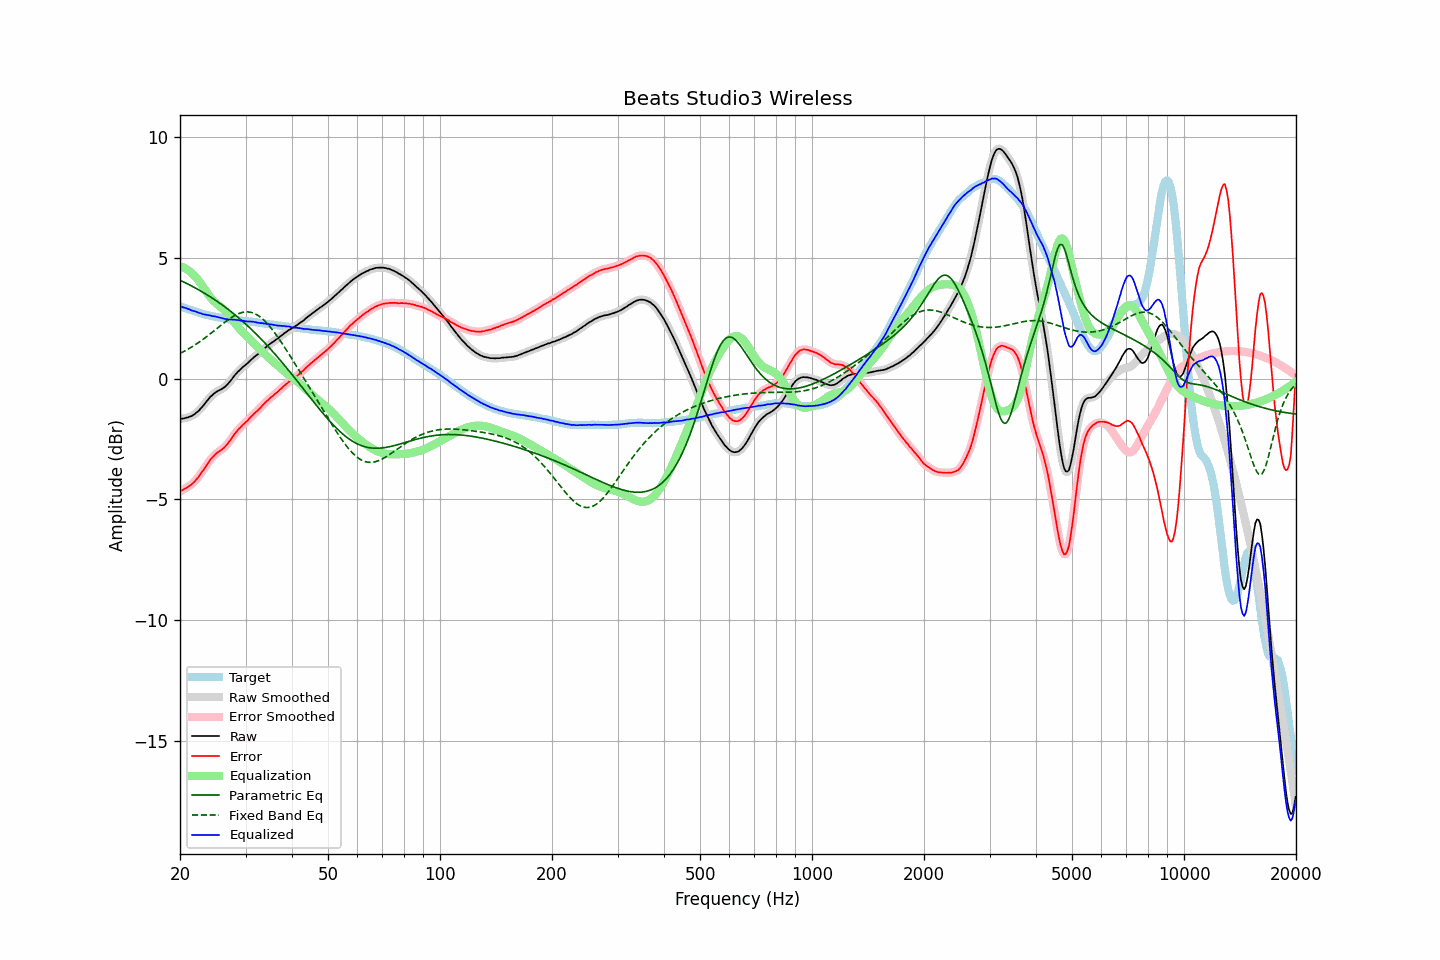 Beats Studio3 Wireless
10
5
0
−5
−10
−15
Amplitude (dBr)
Target
Raw Smoothed
Error Smoothed
Raw
Error
Equalization
Parametric Eq
Fixed Band Eq
Equalized
20 50 100 200 500 1000 2000 5000 10000 20000
Frequency (Hz)